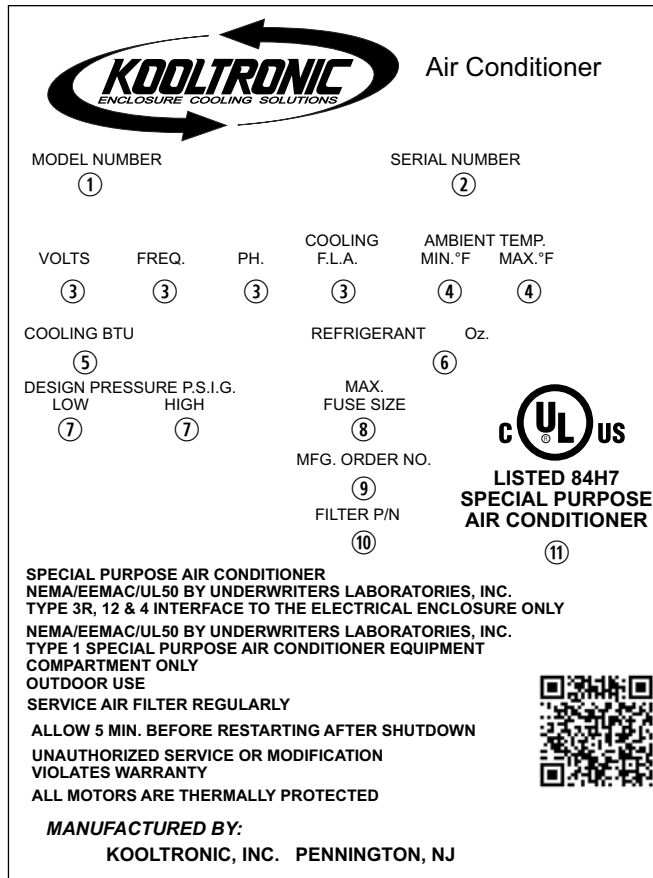 KOOLTRONIC
ENCLOSURE COOLING SOLUTIONS
Air Conditioner
MODEL NUMBER SERIAL NUMBER
① ②
COOLING AMBIENT TEMP.
VOLTS FREQ. PH. F.L.A. MIN.°F MAX.°F
③ ③ ③ ③ ④ ④
COOLING BTU REFRIGERANT Oz.
⑤ ⑥
DESIGN PRESSURE P.S.I.G. MAX.
LOW HIGH FUSE SIZE
⑦ ⑦ ⑧
MFG. ORDER NO.
⑨
FILTER P/N
⑩
C UL ® US
LISTED 84H7
SPECIAL PURPOSE
AIR CONDITIONER
⑪
SPECIAL PURPOSE AIR CONDITIONER
NEMA/EEMAC/UL50 BY UNDERWRITERS LABORATORIES, INC.
TYPE 3R, 12 & 4 INTERFACE TO THE ELECTRICAL ENCLOSURE ONLY
NEMA/EEMAC/UL50 BY UNDERWRITERS LABORATORIES, INC.
TYPE 1 SPECIAL PURPOSE AIR CONDITIONER EQUIPMENT
COMPARTMENT ONLY
OUTDOOR USE
SERVICE AIR FILTER REGULARLY
ALLOW 5 MIN. BEFORE RESTARTING AFTER SHUTDOWN
UNAUTHORIZED SERVICE OR MODIFICATION
VIOLATES WARRANTY
ALL MOTORS ARE THERMALLY PROTECTED
MANUFACTURED BY:
KOOLTRONIC, INC. PENNINGTON, NJ